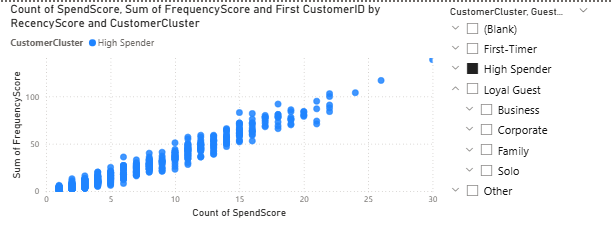 Count of SpendScore, Sum of FrequencyScore and First CustomerID by
RecencyScore and CustomerCluster
CustomerCluster High Spender
Sum of FrequencyScore
100
50
0
0 5 10 15 20 25 30
Count of SpendScore
CustomerCluster, Guest...
(Blank)
First-Timer
High Spender
Loyal Guest
Business
Corporate
Family
Solo
Other